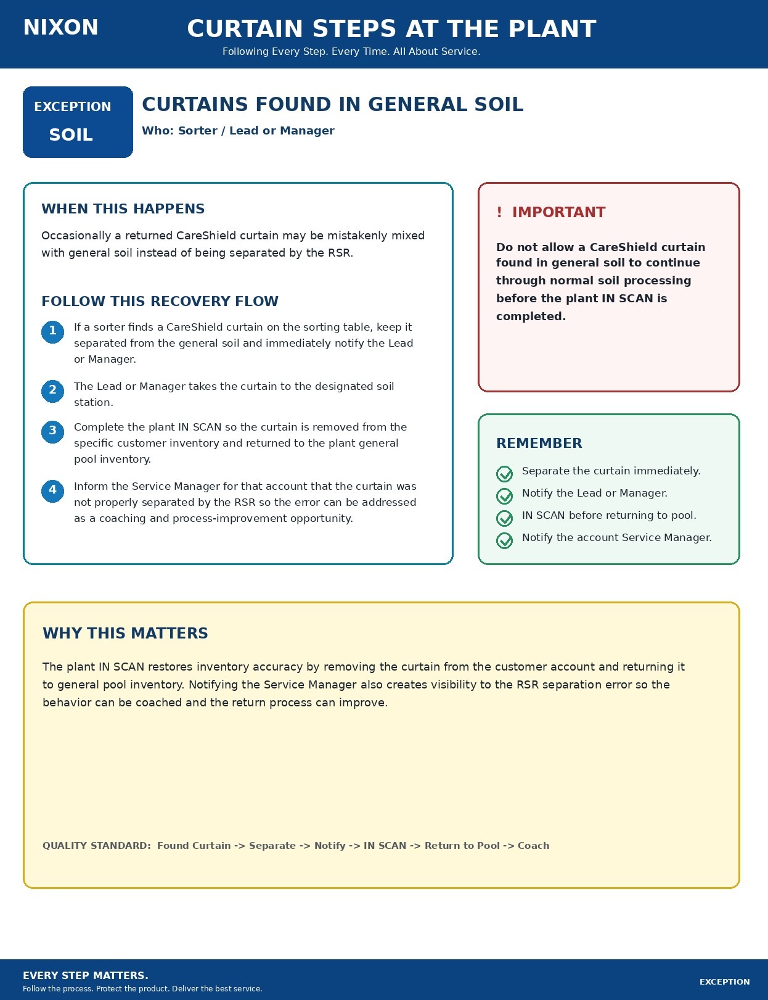 NIXON
CURTAIN STEPS AT THE PLANT
Following Every Step. Every Time. All About Service.
EXCEPTION
SOIL
CURTAINS FOUND IN GENERAL SOIL
Who: Sorter / Lead or Manager
WHEN THIS HAPPENS
Occasionally a returned CareShield curtain may be mistakenly mixed
with general soil instead of being separated by the RSR.
FOLLOW THIS RECOVERY FLOW
1
If a sorter finds a CareShield curtain on the sorting table, keep it
separated from the general soil and immediately notify the Lead
or Manager.
2
The Lead or Manager takes the curtain to the designated soil
station.
3
Complete the plant IN SCAN so the curtain is removed from the
specific customer inventory and returned to the plant general
pool inventory.
4
Inform the Service Manager for that account that the curtain was
not properly separated by the RSR so the error can be addressed
as a coaching and process-improvement opportunity.
! IMPORTANT
Do not allow a CareShield curtain
found in general soil to continue
through normal soil processing
before the plant IN SCAN is
completed.
REMEMBER
Separate the curtain immediately.
Notify the Lead or Manager.
IN SCAN before returning to pool.
Notify the account Service Manager.
WHY THIS MATTERS
The plant IN SCAN restores inventory accuracy by removing the curtain from the customer account and returning it
to general pool inventory. Notifying the Service Manager also creates visibility to the RSR separation error so the
behavior can be coached and the return process can improve.
QUALITY STANDARD: Found Curtain -> Separate -> Notify -> IN SCAN -> Return to Pool -> Coach
EVERY STEP MATTERS.
Follow the process. Protect the product. Deliver the best service.
EXCEPTION